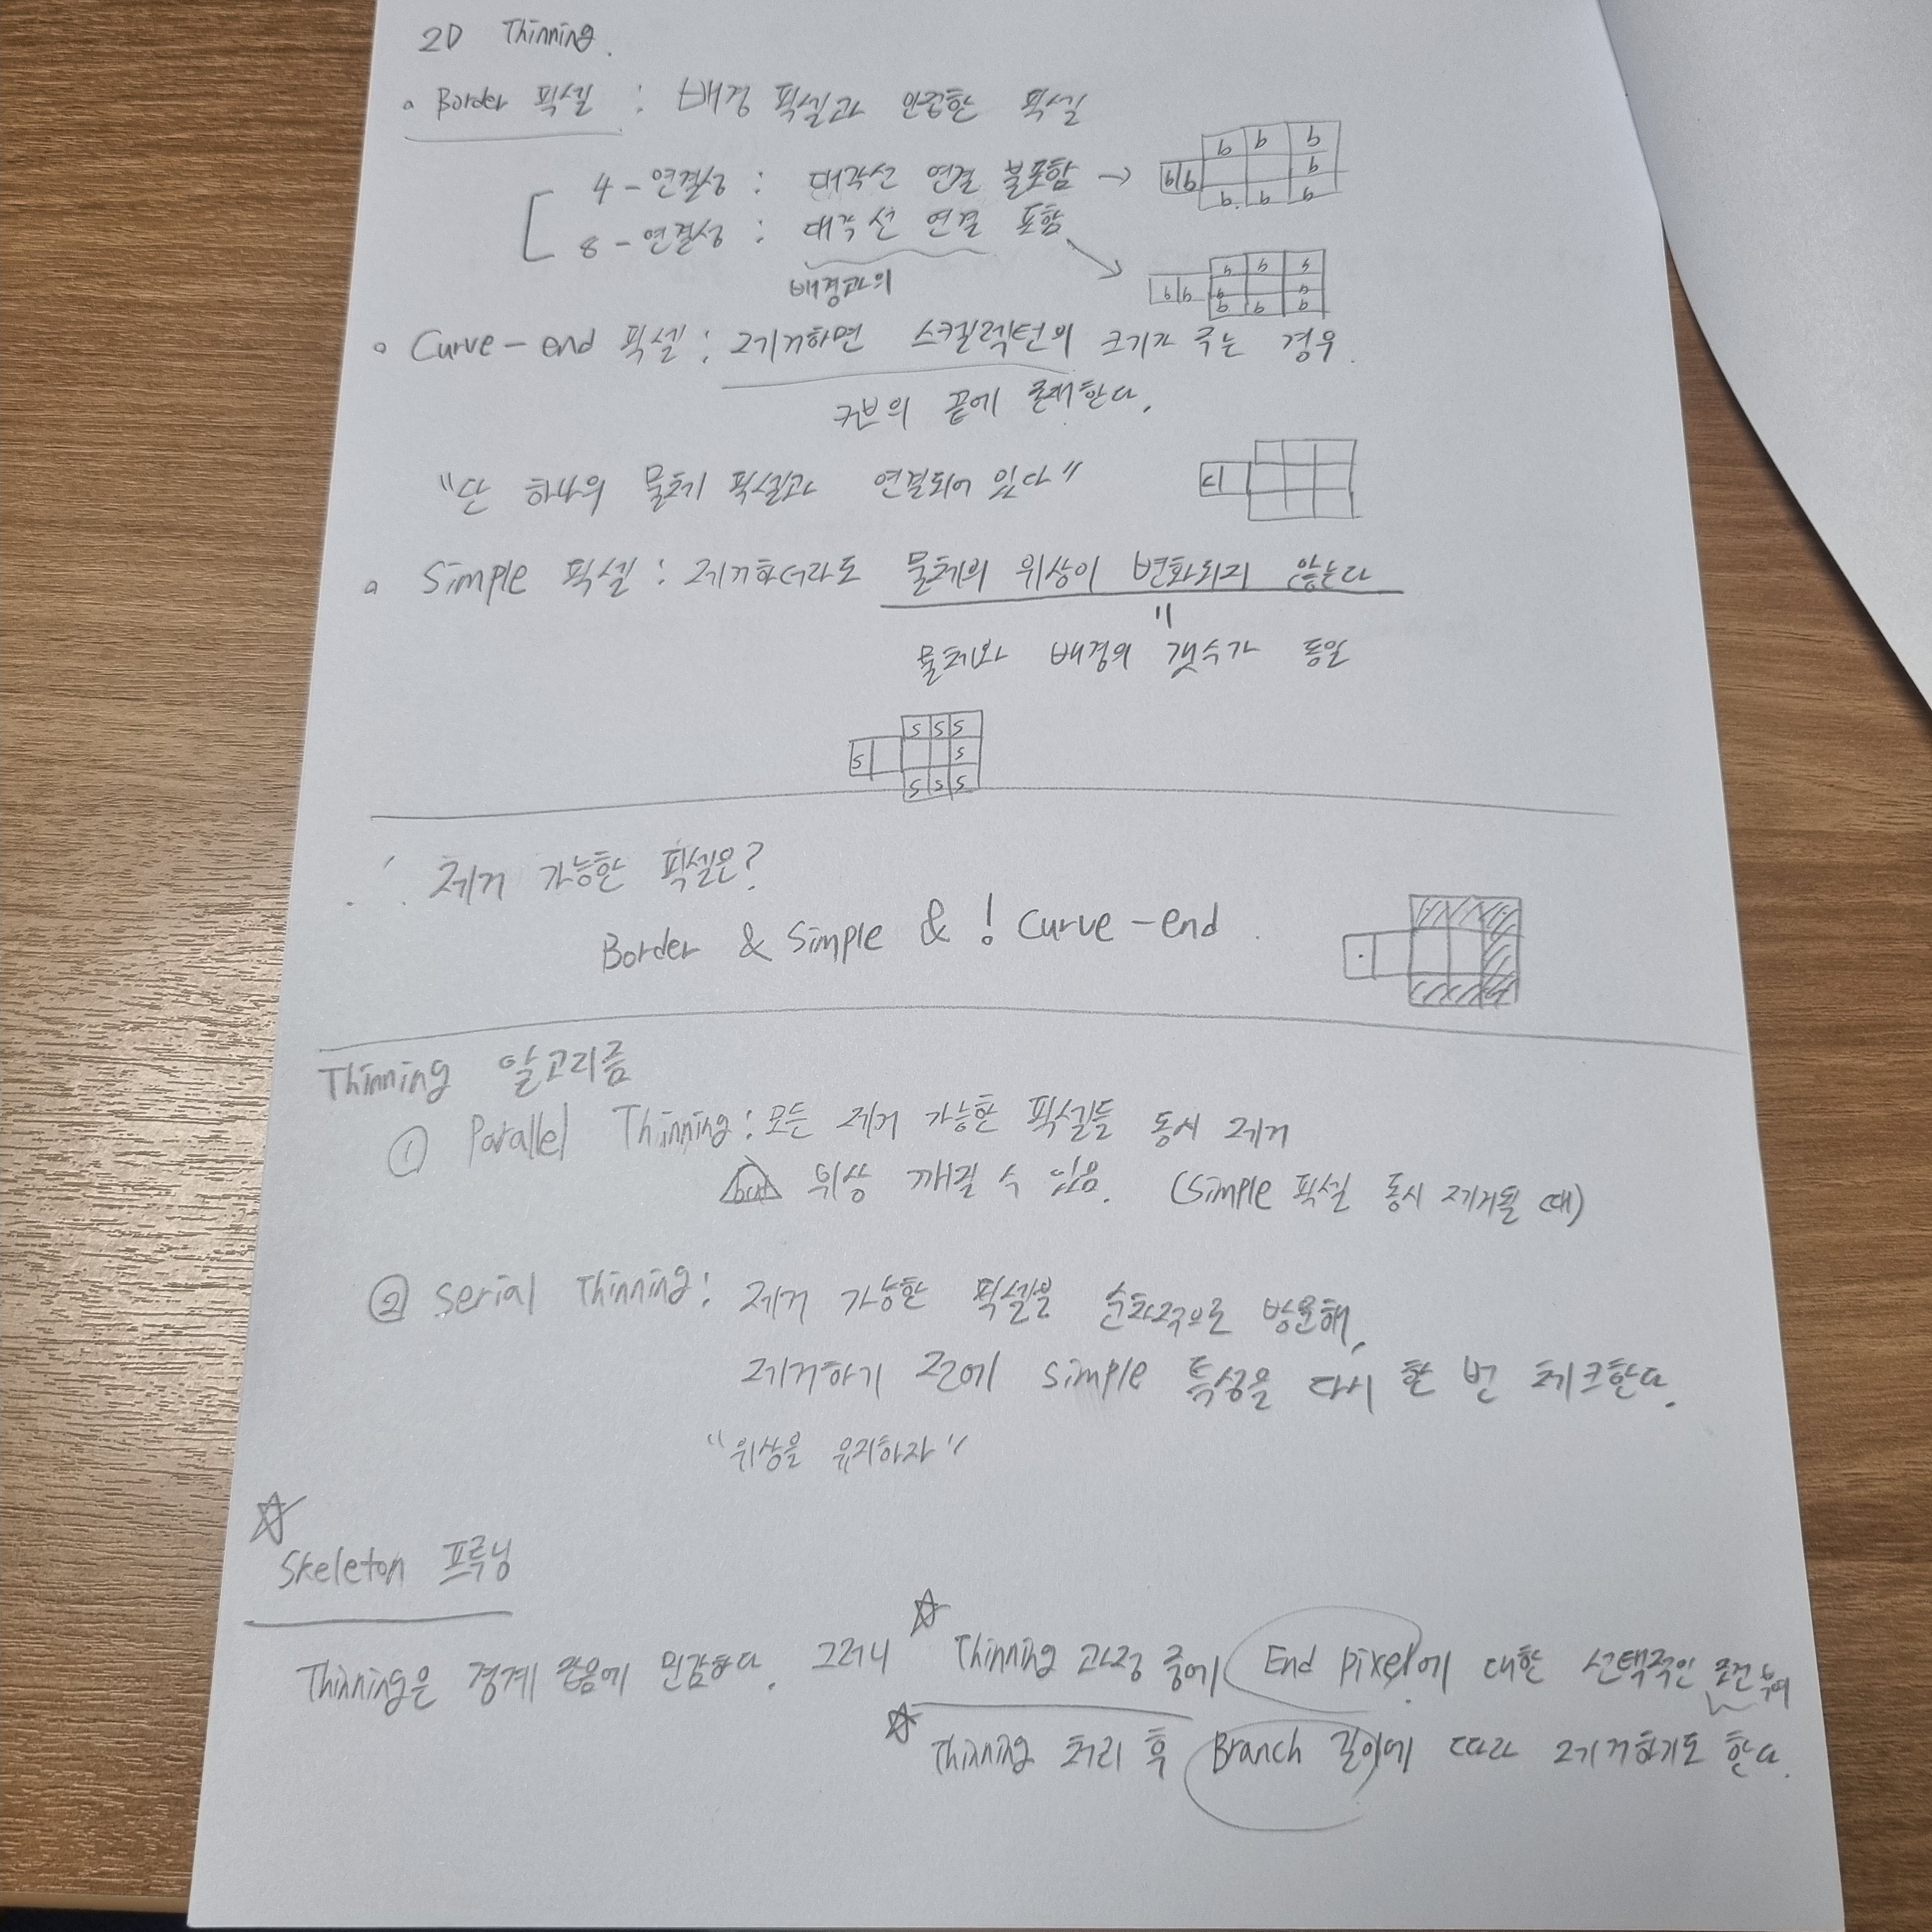 2D Thinning.
Border 픽셀 : 배경 픽셀과 인접한 픽셀
4-연결성 : 대각선 연결 불포함 →
b b b
b b b
b b b
8-연결성 : 대각선 연결 포함
배경과의
b b b
b b b b
b b b
Curve-end 픽셀 : 제거하면 스켈렉턴의 크기가 주는 경우.
커브의 끝에 존재한다.
"단 하나의 물체 픽셀과 연결되어 있다"
Simple 픽셀 : 제거하더라도 물체의 위상이 변화되지 않는다
"
물체와 배경의 갯수가 동일
S S S
S S
S S S
∴ 제거 가능한 픽셀은?
Border & Simple & ! Curve-end.
Thinning 알고리즘
① Parallel Thinning : 모든 제거 가능한 픽셀들 동시 제거
but 위상 깨질 수 있음. (Simple 픽셀 동시 제거될 때)
② Serial Thinning : 제거 가능한 픽셀을 순차적으로 방문해,
제거하기 전에 simple 특성을 다시 한 번 체크한다.
"위상을 유지하자"
☆
Skeleton 프루닝
Thinning은 경계 잡음에 민감하다. 그러니 ☆ Thinning 과정 중에 End pixel에 대한 선택적인 조건 부여
☆ Thinning 처리 후 Branch 길이에 따라 제거하기도 한다.